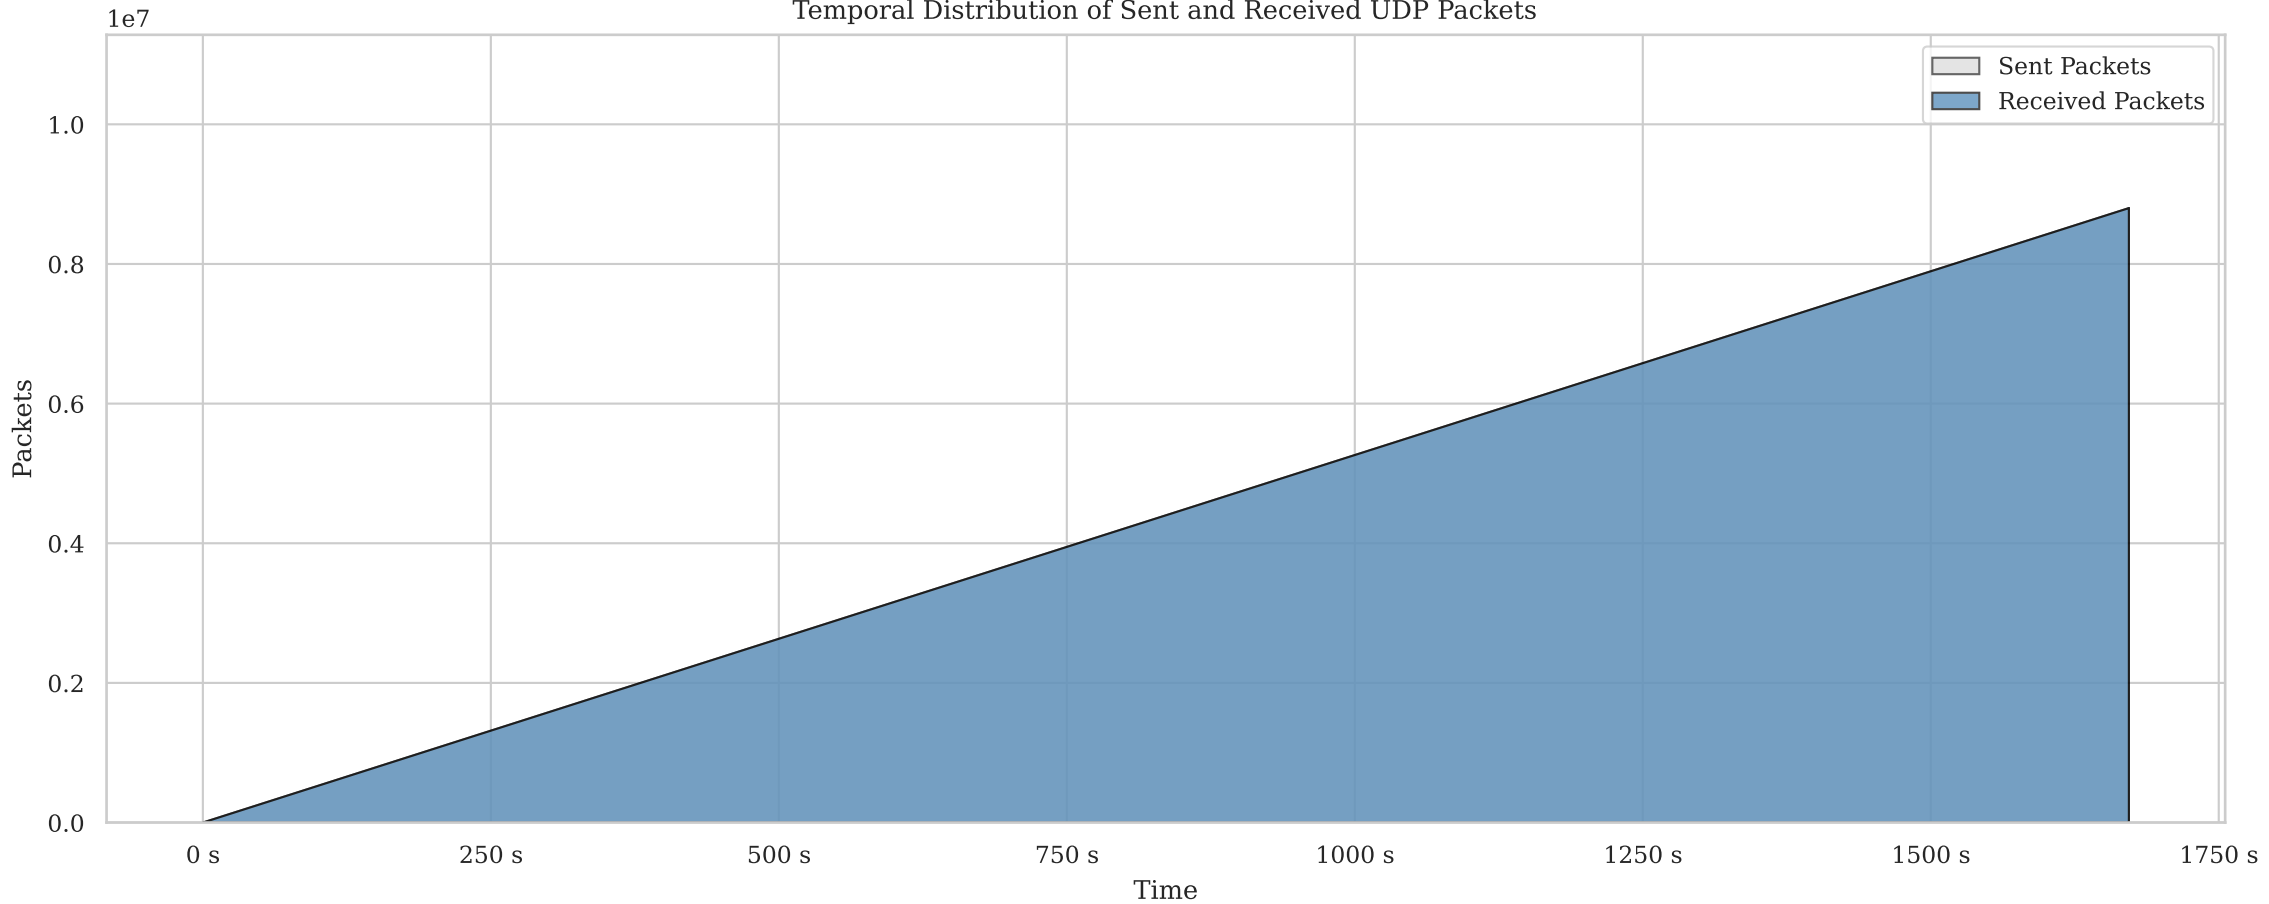 Temporal Distribution of Sent and Received UDP Packets
1e7
Sent Packets
Received Packets
1.0
0.8
0.6
0.4
0.2
0.0
Packets
0 s
250 s
500 s
750 s
1000 s
1250 s
1500 s
1750 s
Time